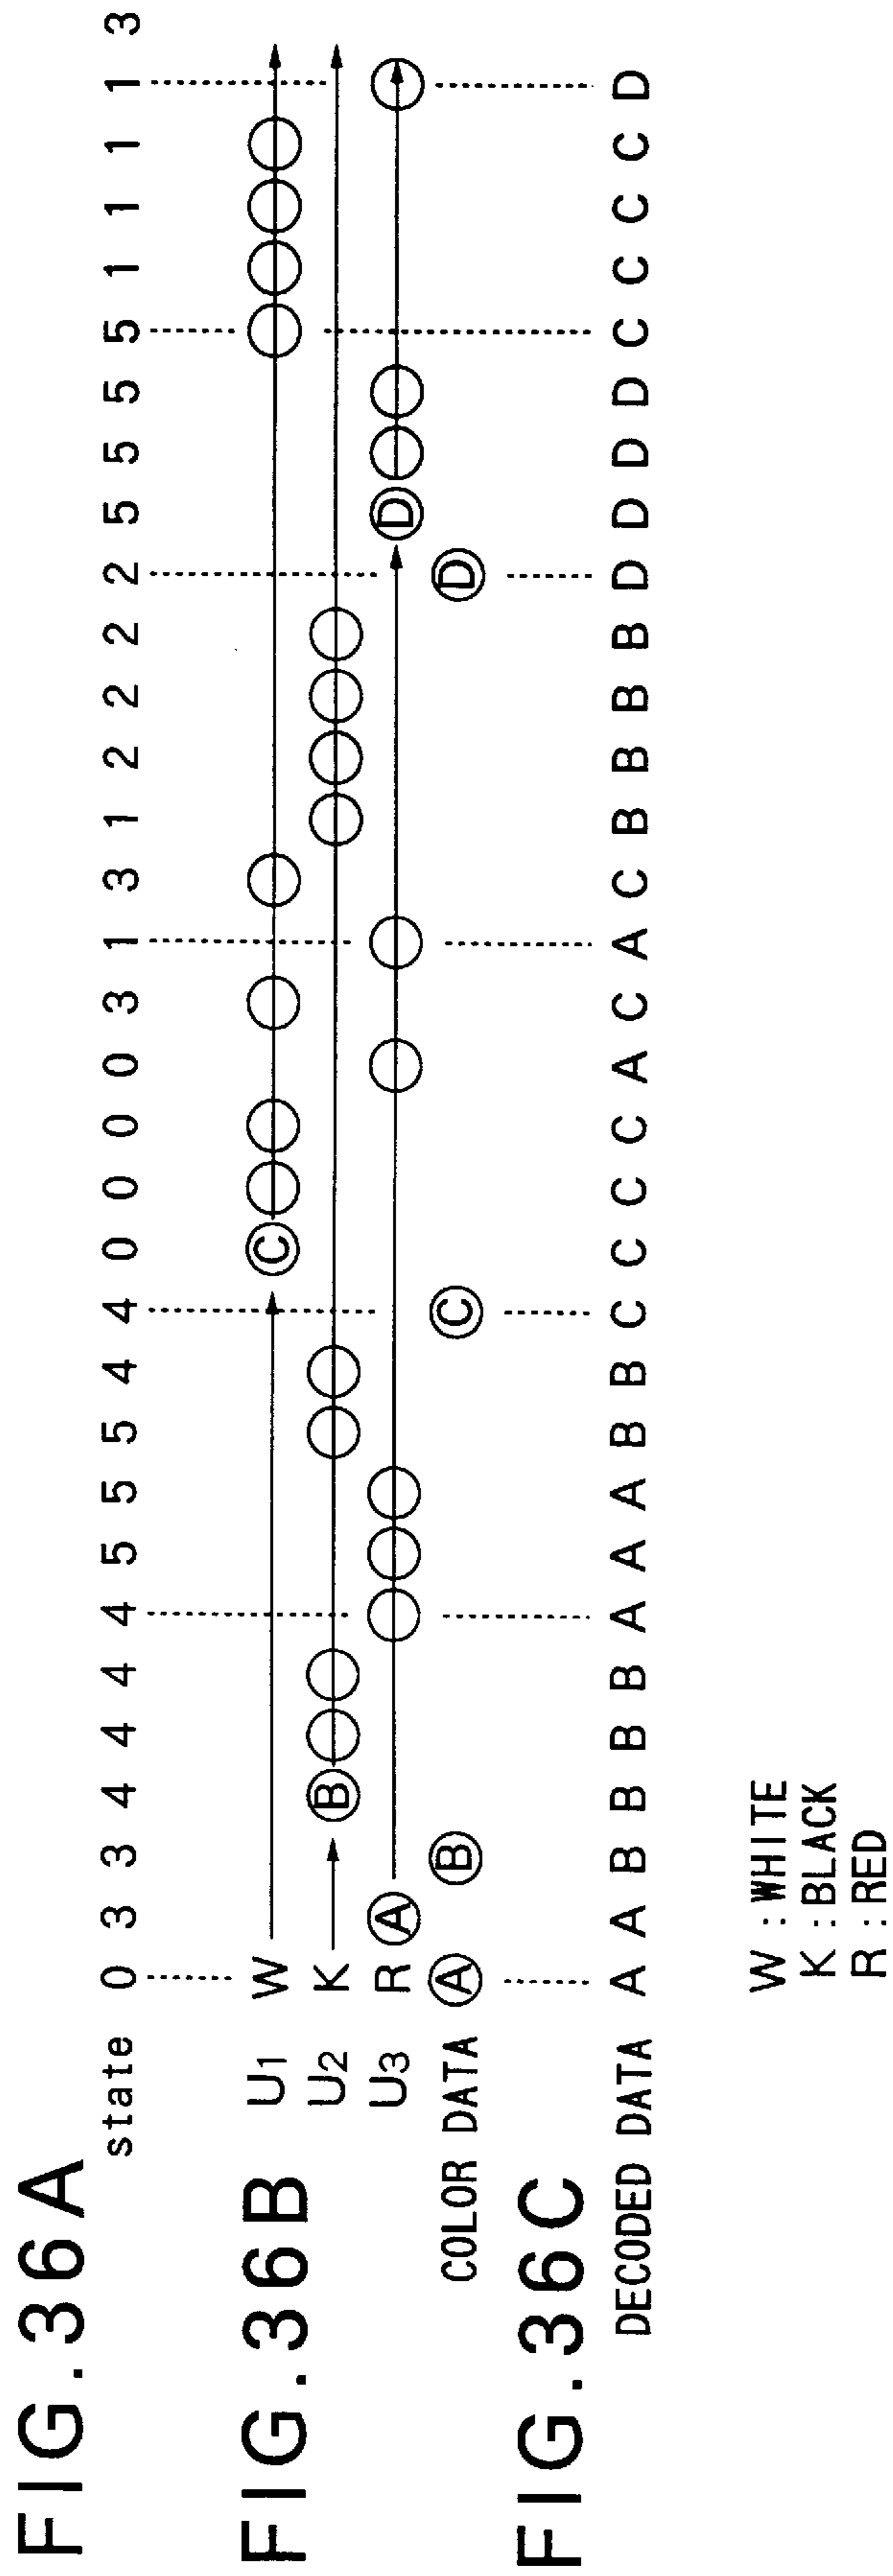 FIG.36A
state 0 3 3 4 4 4 4 5 5 5 4 4 0 0 0 0 3 1 3 1 2 2 2 2 5 5 5 5 1 1 1 1 3
FIG.36B
U1 W C
U2 K B
U3 R A D
COLOR DATA A B C D
FIG.36C
DECODED DATA A A B B B B A A A B B C C C C A C A C B B B B D D D D C C C C D
W : WHITE
K : BLACK
R : RED